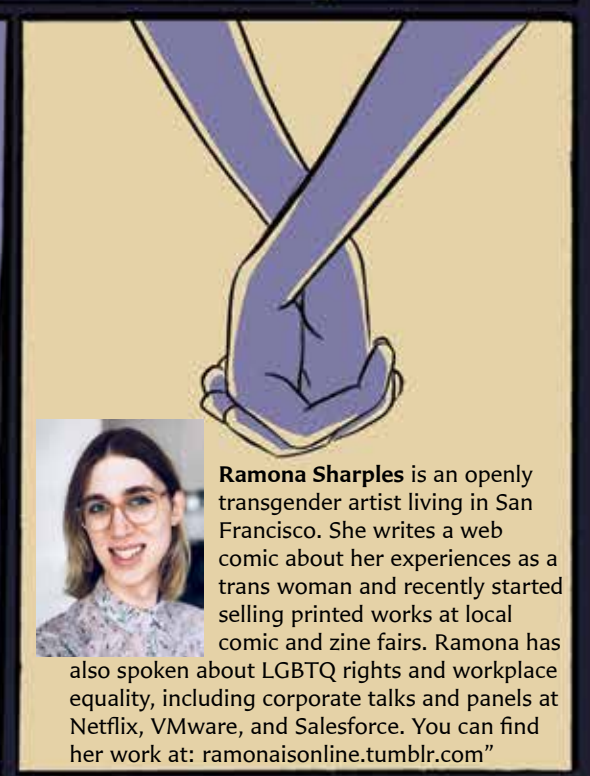 Ramona Sharples is an openly
transgender artist living in San
Francisco. She writes a web
comic about her experiences as a
trans woman and recently started
selling printed works at local
comic and zine fairs. Ramona has
also spoken about LGBTQ rights and workplace
equality, including corporate talks and panels at
Netflix, VMware, and Salesforce. You can find
her work at: ramonaisonline.tumblr.com”